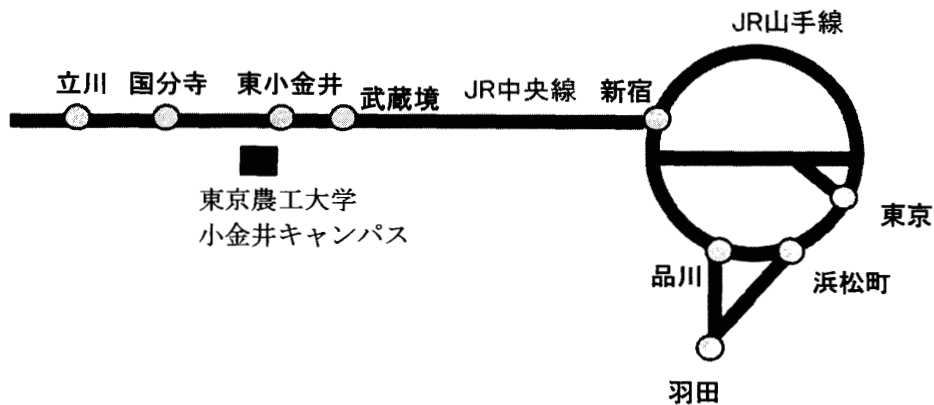 JR山手線
立川
国分寺
東小金井
武蔵境
JR中央線
新宿
東京農工大学
小金井キャンパス
東京
品川
浜松町
羽田